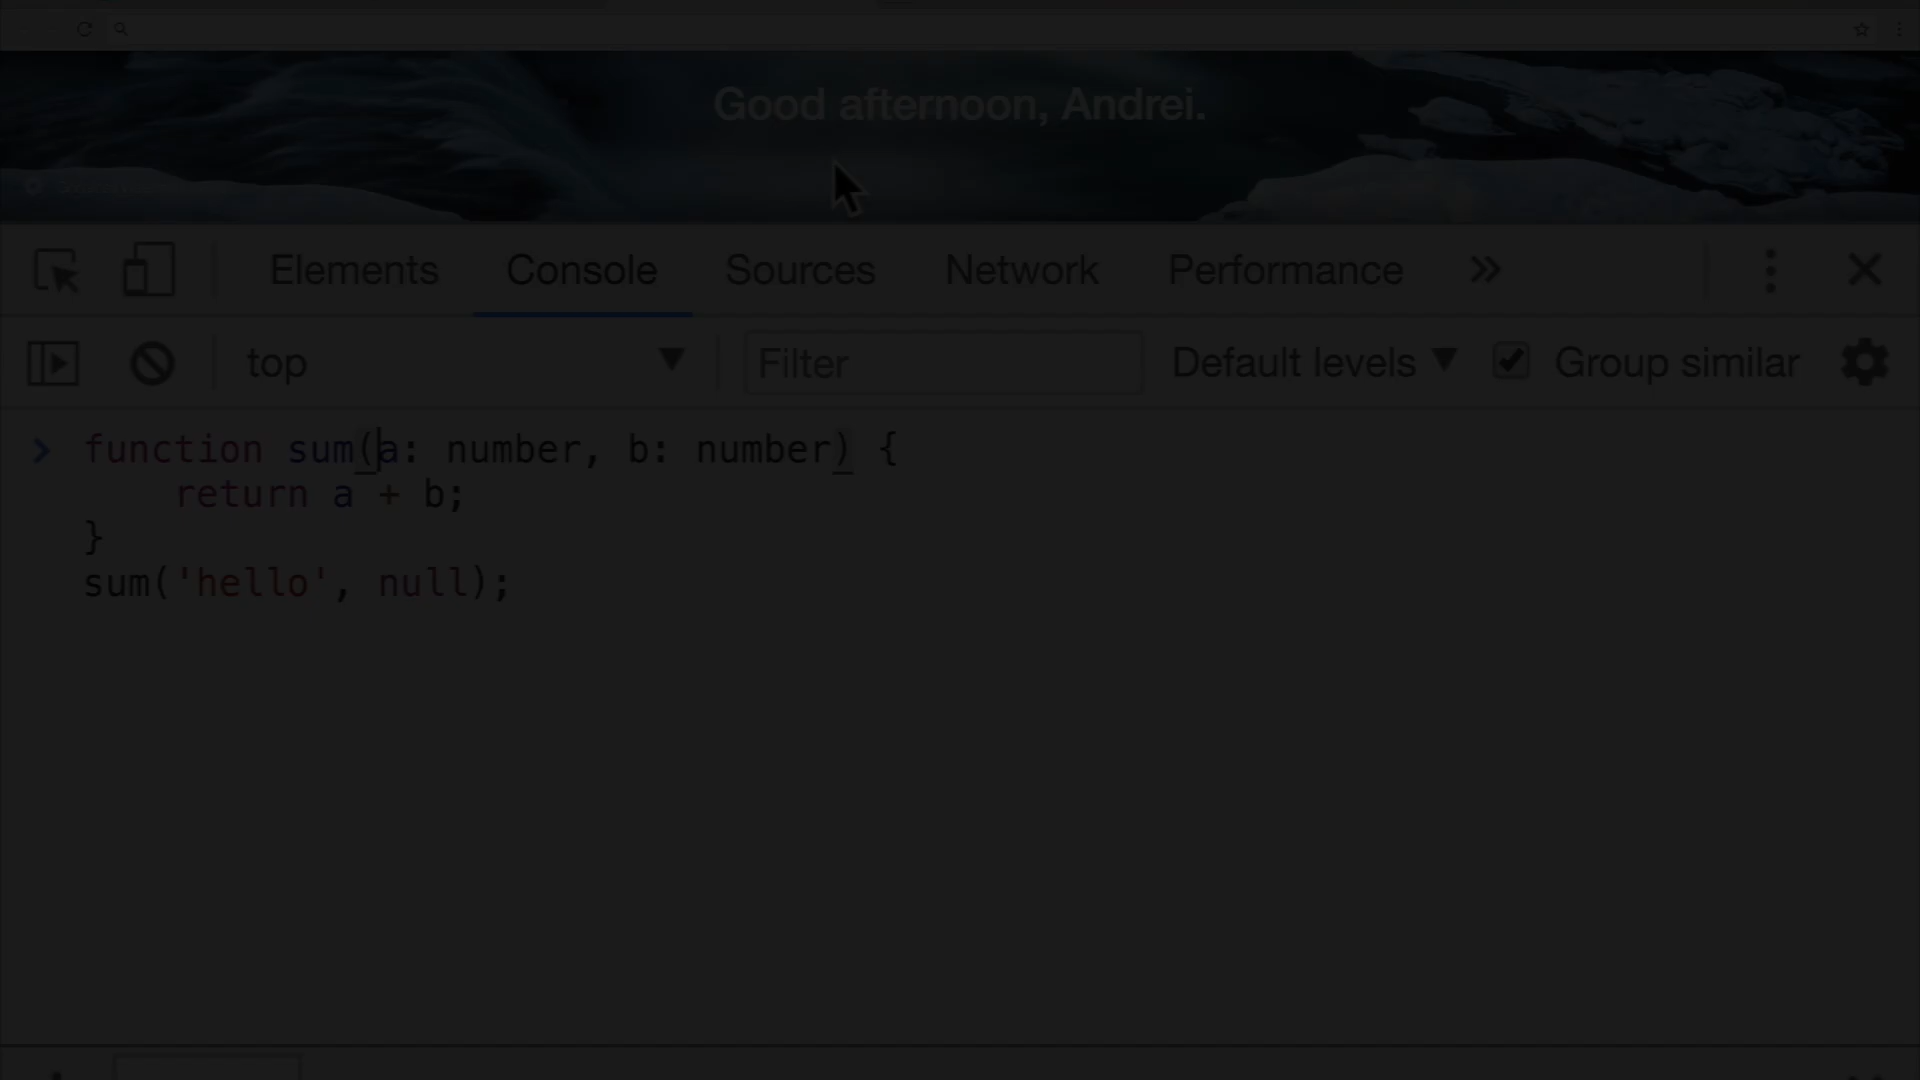 Good afternoon, Andrei.
Elements Console Sources Network Performance
top Filter Default levels Group similar
function sum(a: number, b: number) {
return a + b;
}
sum('hello', null);